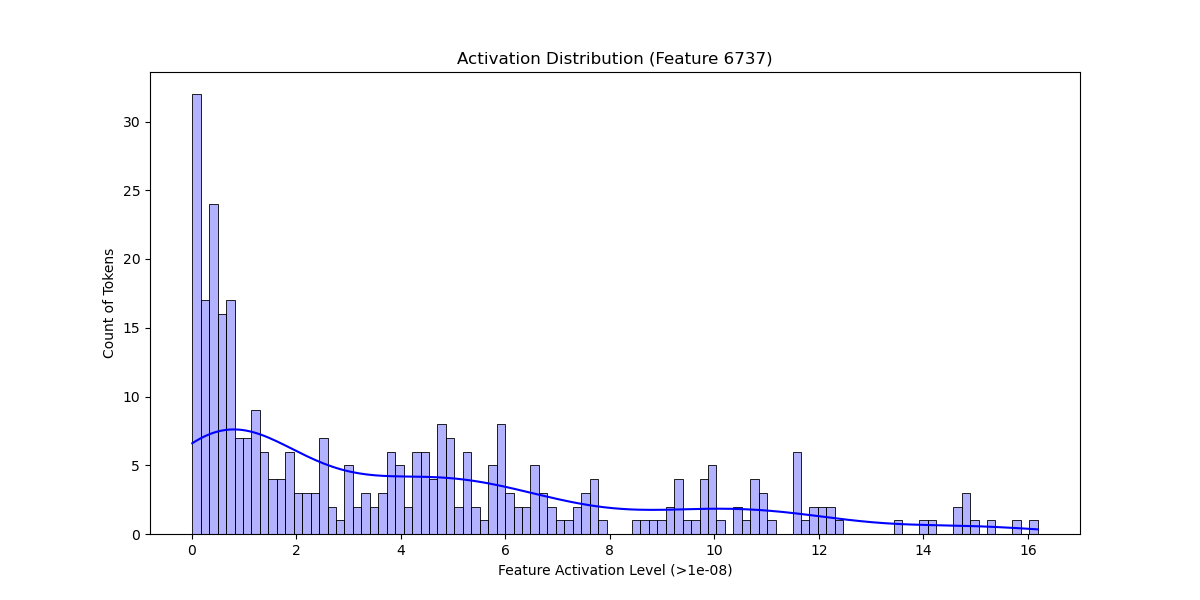 Activation Distribution (Feature 6737)
30
25
20
15
10
5
0
Count of Tokens
0 2 4 6 8 10 12 14 16
Feature Activation Level (>1e-08)